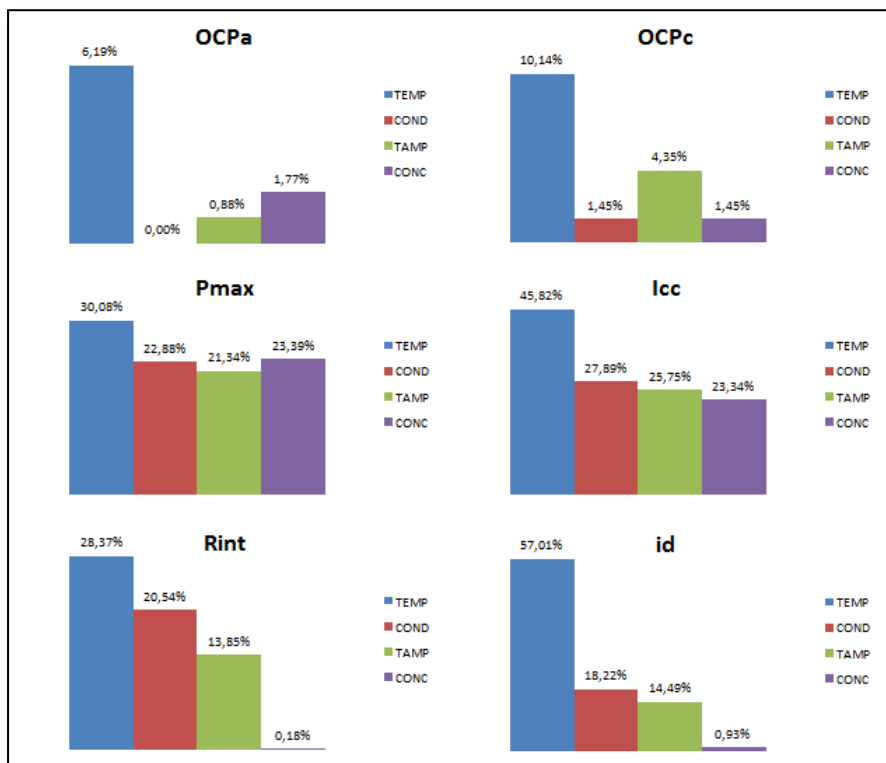 OCPa
6,19%
0,00%
0,88%
1,77%
TEMP
COND
TAMP
CONC
OCPc
10,14%
1,45%
4,35%
1,45%
TEMP
COND
TAMP
CONC
Pmax
30,08%
22,88%
21,34%
23,39%
TEMP
COND
TAMP
CONC
Icc
45,82%
27,89%
25,75%
23,34%
TEMP
COND
TAMP
CONC
Rint
28,37%
20,54%
13,85%
0,18%
TEMP
COND
TAMP
CONC
id
57,01%
18,22%
14,49%
0,93%
TEMP
COND
TAMP
CONC